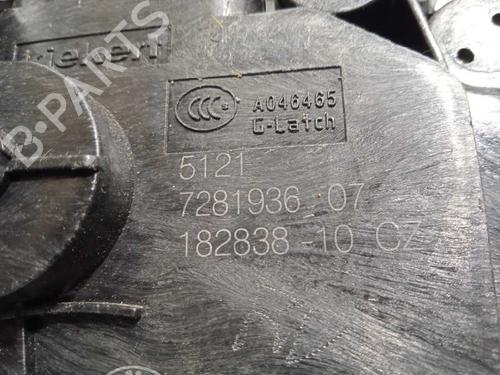 Kiekert
CCC
A046465
G-Latch
5121
7281936 07
182838-10 CZ
B-PARTS